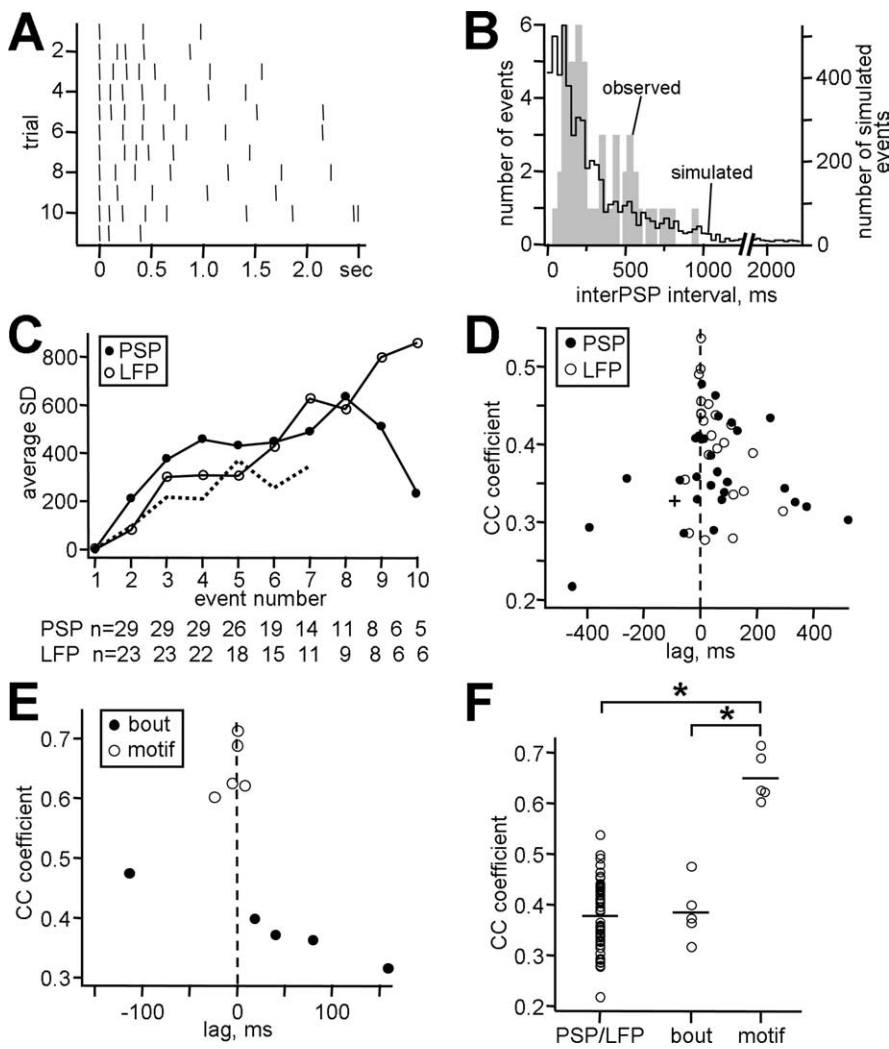 A
trial
2
4
6
8
10
0 0.5 1.0 1.5 2.0 sec
B
number of events
6
4
2
0
observed
simulated
400
200
0
number of simulated events
0 500 1000 2000
interPSP interval, ms
C
PSP
LFP
average SD
800
600
400
200
0
1 2 3 4 5 6 7 8 9 10
event number
PSP n=29 29 29 26 19 14 11 8 6 5
LFP n=23 23 22 18 15 11 9 8 6 6
D
PSP
LFP
CC coefficient
0.5
0.4
0.3
0.2
+
-400 -200 0 200 400
lag, ms
E
bout
motif
CC coefficient
0.7
0.6
0.5
0.4
0.3
-100 0 100
lag, ms
F
* 
*
CC coefficient
0.7
0.6
0.5
0.4
0.3
0.2
PSP/LFP bout motif